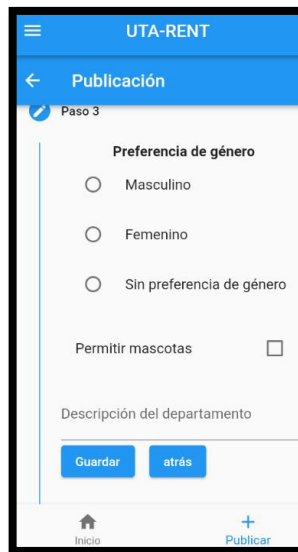 UTA-RENT
Publicación
Paso 3
Preferencia de género
Masculino
Femenino
Sin preferencia de género
Permitir mascotas
Descripción del departamento
Guardar atrás
Inicio Publicar